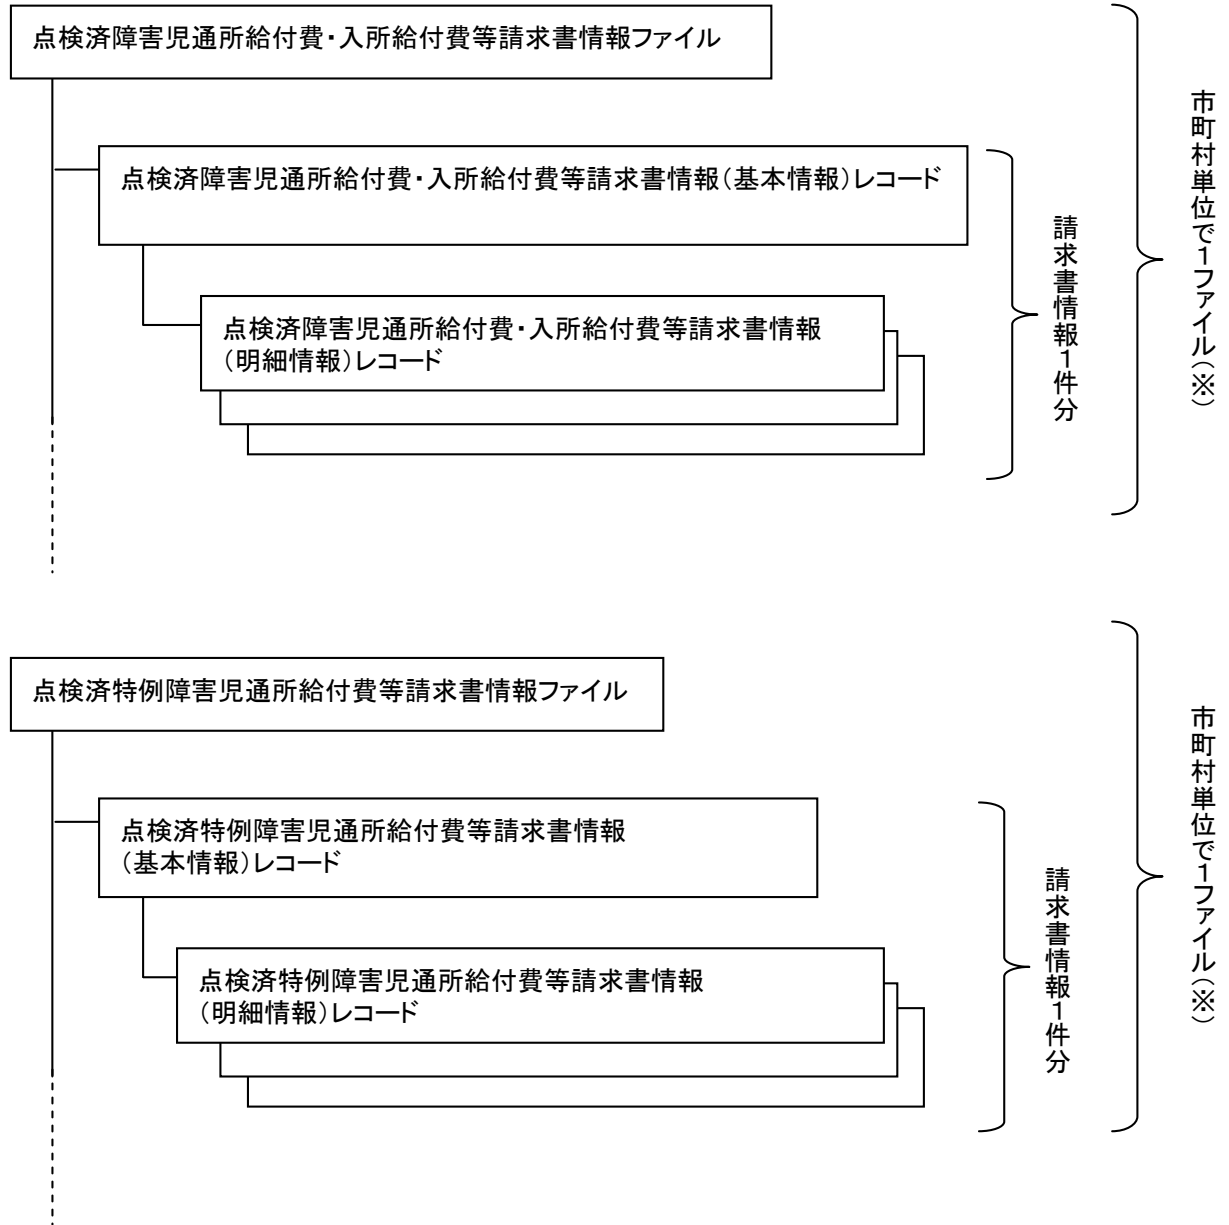 点検済障害児通所給付費・入所給付費等請求書情報ファイル
点検済障害児通所給付費・入所給付費等請求書情報（基本情報）レコード
点検済障害児通所給付費・入所給付費等請求書情報
（明細情報）レコード
請求書情報１件分
市町村単位で１ファイル（※）
点検済特例障害児通所給付費等請求書情報ファイル
点検済特例障害児通所給付費等請求書情報
（基本情報）レコード
点検済特例障害児通所給付費等請求書情報
（明細情報）レコード
請求書情報１件分
市町村単位で１ファイル（※）